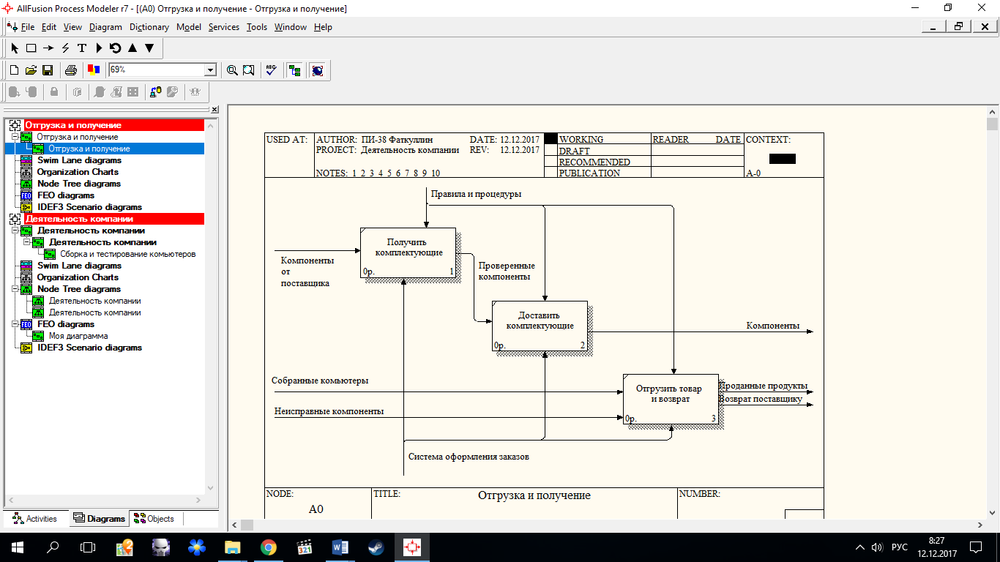 AllFusion Process Modeler r7 - [(A0) Отгрузка и получение - Отгрузка и получение]
File Edit View Diagram Dictionary Model Services Tools Window Help
69%
ABC
Отгрузка и получение
Отгрузка и получение
Отгрузка и получение
Swim Lane diagrams
Organization Charts
Node Tree diagrams
FEO FEO diagrams
IDEF3 Scenario diagrams
Деятельность компании
Деятельность компании
Деятельность компании
Сборка и тестирование комьютеров
Swim Lane diagrams
Organization Charts
Node Tree diagrams
Деятельность компании
Деятельность компании
FEO FEO diagrams
Моя диаграмма
IDEF3 Scenario diagrams
Activities Diagrams Objects
USED AT: AUTHOR: ПИ-38 Фаткуллин DATE: 12.12.2017 WORKING READER DATE CONTEXT:
PROJECT: Деятельность компании REV: 12.12.2017 DRAFT
RECOMMENDED
NOTES: 1 2 3 4 5 6 7 8 9 10 PUBLICATION A-0
Правила и процедуры
Получить
комплектующие
0р. 1
Компоненты
от
поставщика
Проверенные
компоненты
Доставить
комплектующие
0р. 2
Компоненты
Собранные комьютеры
Отгрузить товар
и возврат
0р. 3
Проданные продукты
Возврат поставщику
Неисправные компоненты
Система оформления заказов
NODE: TITLE: Отгрузка и получение NUMBER:
A0
321
РУС
8:27
12.12.2017